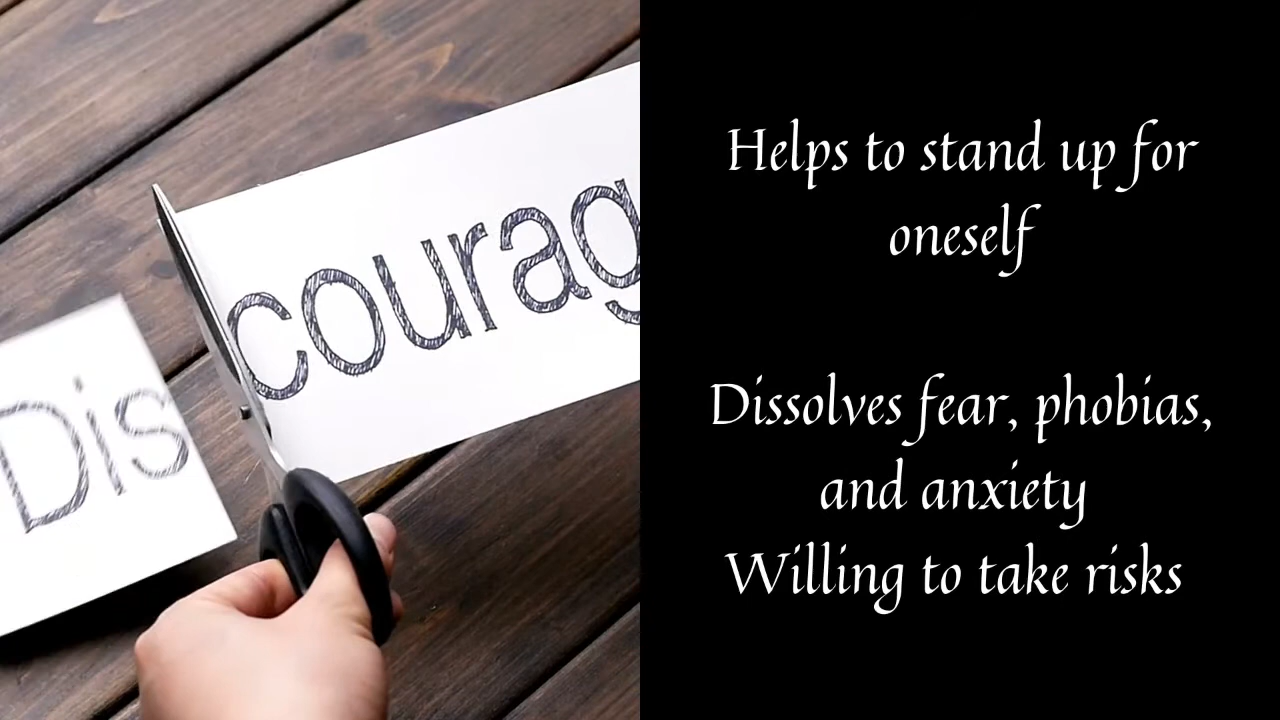 Dis
courag
Helps to stand up for
oneself
Dissolves fear, phobias,
and anxiety
Willing to take risks